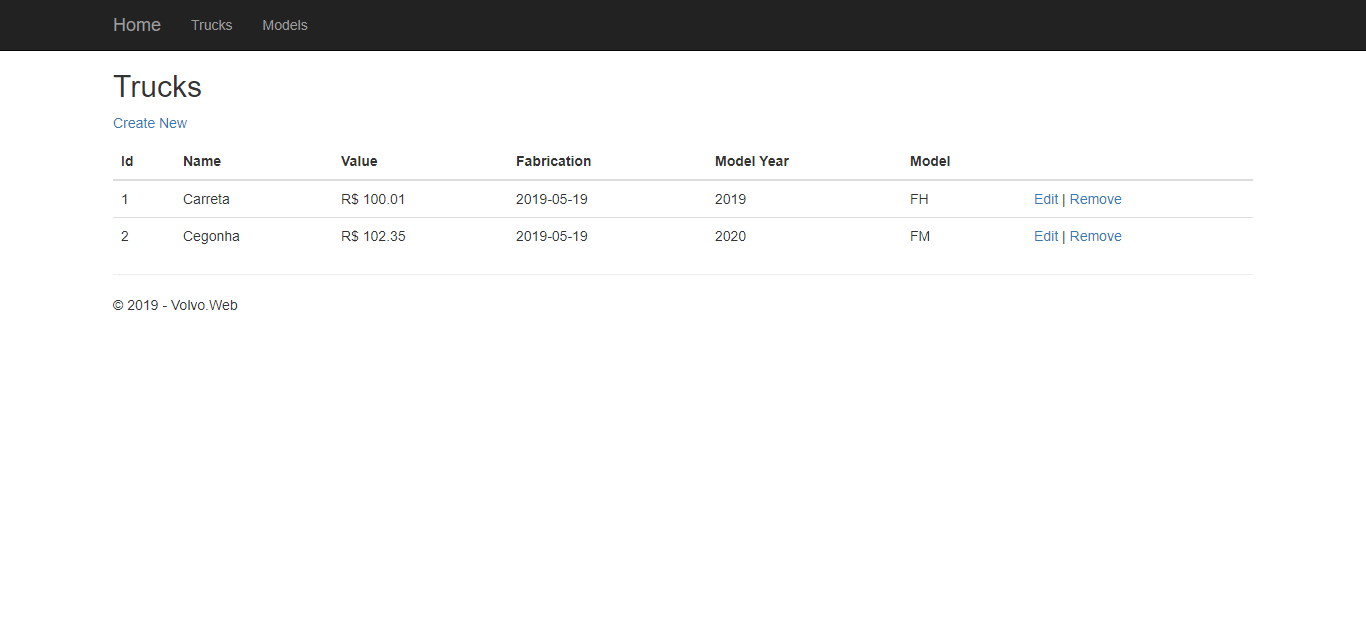 Home Trucks Models
Trucks
Create New
Id Name Value Fabrication Model Year Model
1 Carreta R$ 100.01 2019-05-19 2019 FH Edit | Remove
2 Cegonha R$ 102.35 2019-05-19 2020 FM Edit | Remove
© 2019 - Volvo.Web